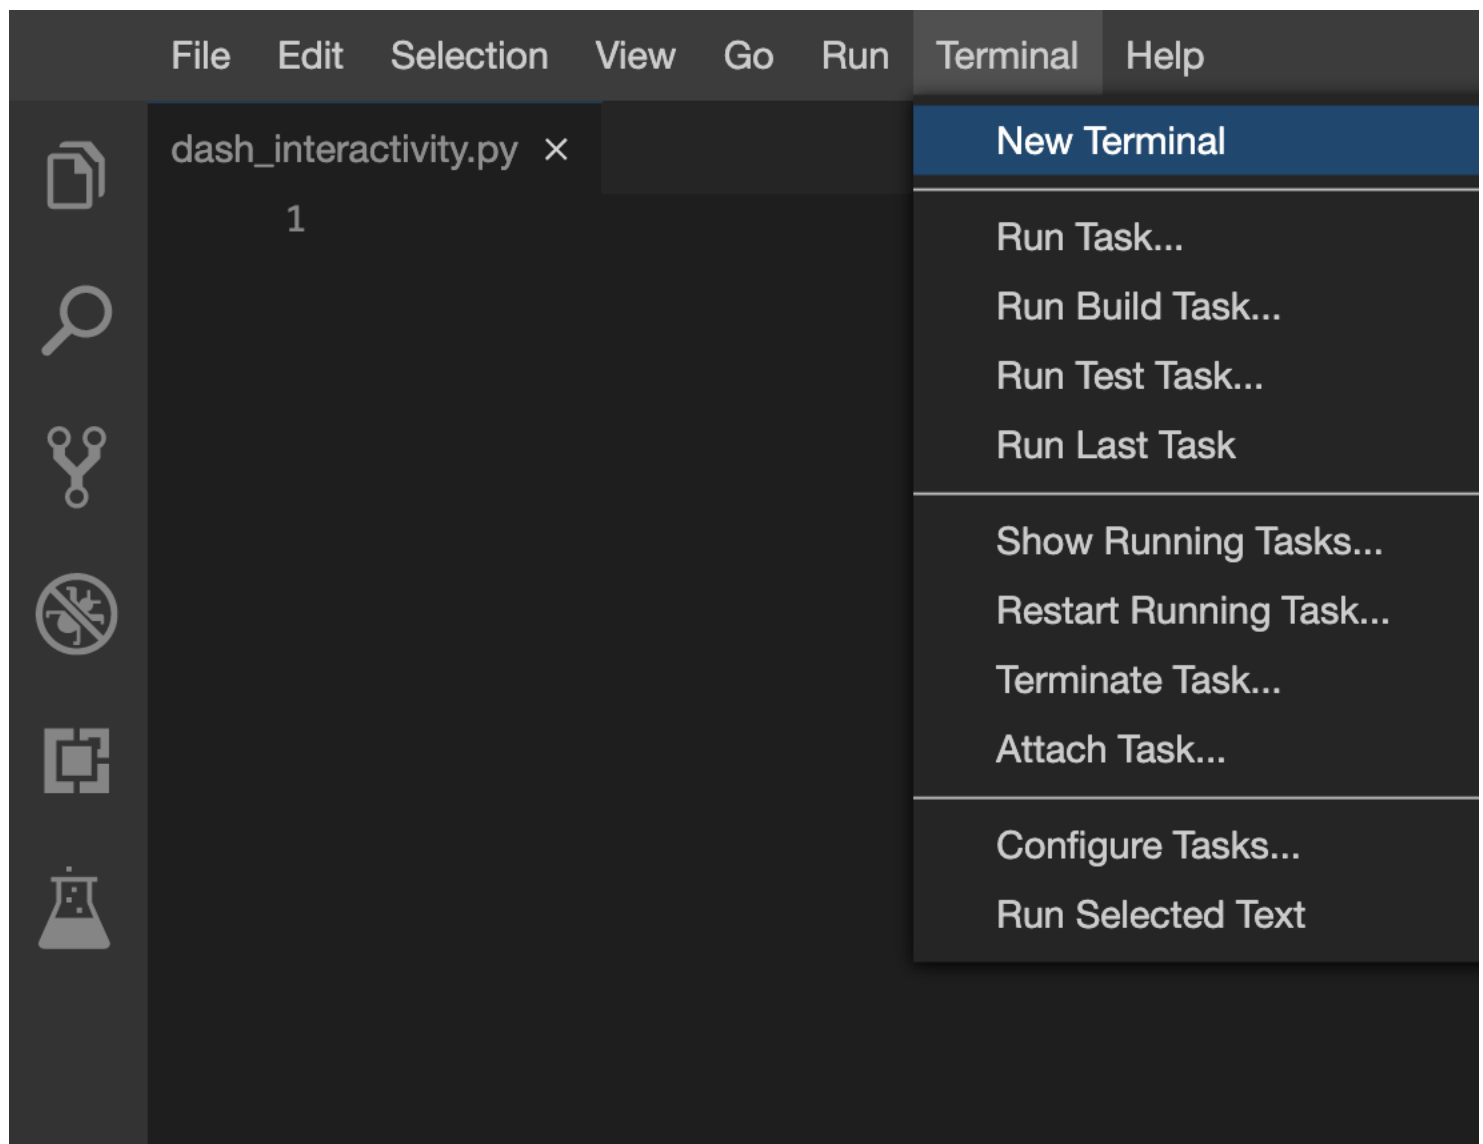 File Edit Selection View Go Run Terminal Help
dash_interactivity.py ×
1
New Terminal
Run Task...
Run Build Task...
Run Test Task...
Run Last Task
Show Running Tasks...
Restart Running Task...
Terminate Task...
Attach Task...
Configure Tasks...
Run Selected Text